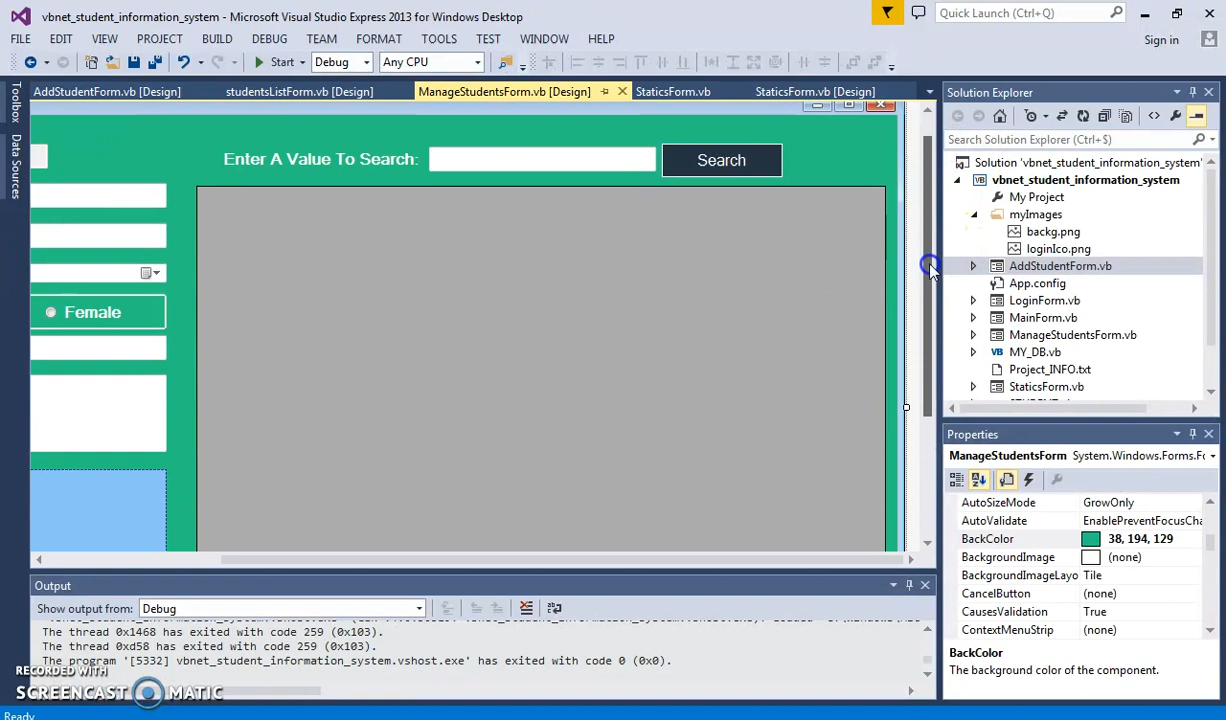 vbnet_student_information_system - Microsoft Visual Studio Express 2013 for Windows Desktop
Quick Launch (Ctrl+Q)
FILE EDIT VIEW PROJECT BUILD DEBUG TEAM FORMAT TOOLS TEST WINDOW HELP
Sign in
Start Debug Any CPU
Toolbox
Data Sources
AddStudentForm.vb [Design] studentsListForm.vb [Design] ManageStudentsForm.vb [Design] StaticsForm.vb StaticsForm.vb [Design]
Enter A Value To Search: Search
Female
Solution Explorer
Search Solution Explorer (Ctrl+$)
Solution 'vbnet_student_information_system'
vbnet_student_information_system
My Project
myImages
backg.png
loginIco.png
AddStudentForm.vb
App.config
LoginForm.vb
MainForm.vb
ManageStudentsForm.vb
MY_DB.vb
Project_INFO.txt
StaticsForm.vb
Properties
ManageStudentsForm System.Windows.Forms.Fo
AutoSizeMode GrowOnly
AutoValidate EnablePreventFocusCha
BackColor 38, 194, 129
BackgroundImage (none)
BackgroundImageLayo Tile
CancelButton (none)
CausesValidation True
ContextMenuStrip (none)
BackColor
The background color of the component.
Output
Show output from: Debug
The thread 0x1468 has exited with code 259 (0x103).
The thread 0xd58 has exited with code 259 (0x103).
The program '[5332] vbnet_student_information_system.vshost.exe' has exited with code 0 (0x0).
RECORDED WITH
SCREENCAST MATIC
Ready